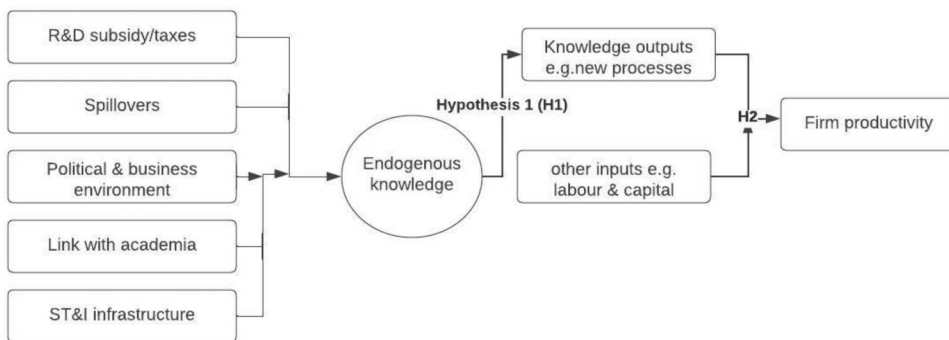 R&D subsidy/taxes
Spillovers
Political & business
environment
Link with academia
ST&I infrastructure
Endogenous
knowledge
Hypothesis 1 (H1)
Knowledge outputs
e.g.new processes
other inputs e.g.
labour & capital
H2
Firm productivity